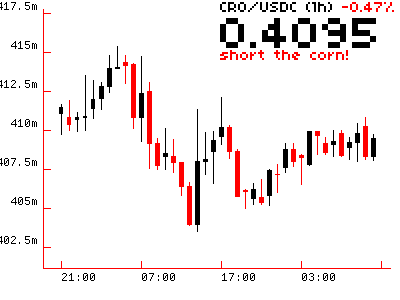 417.5m
CRO/USDC (1h) -0.47%
0.4095
short the corn!
415m
412.5m
410m
407.5m
405m
402.5m
21:00 07:00 17:00 03:00